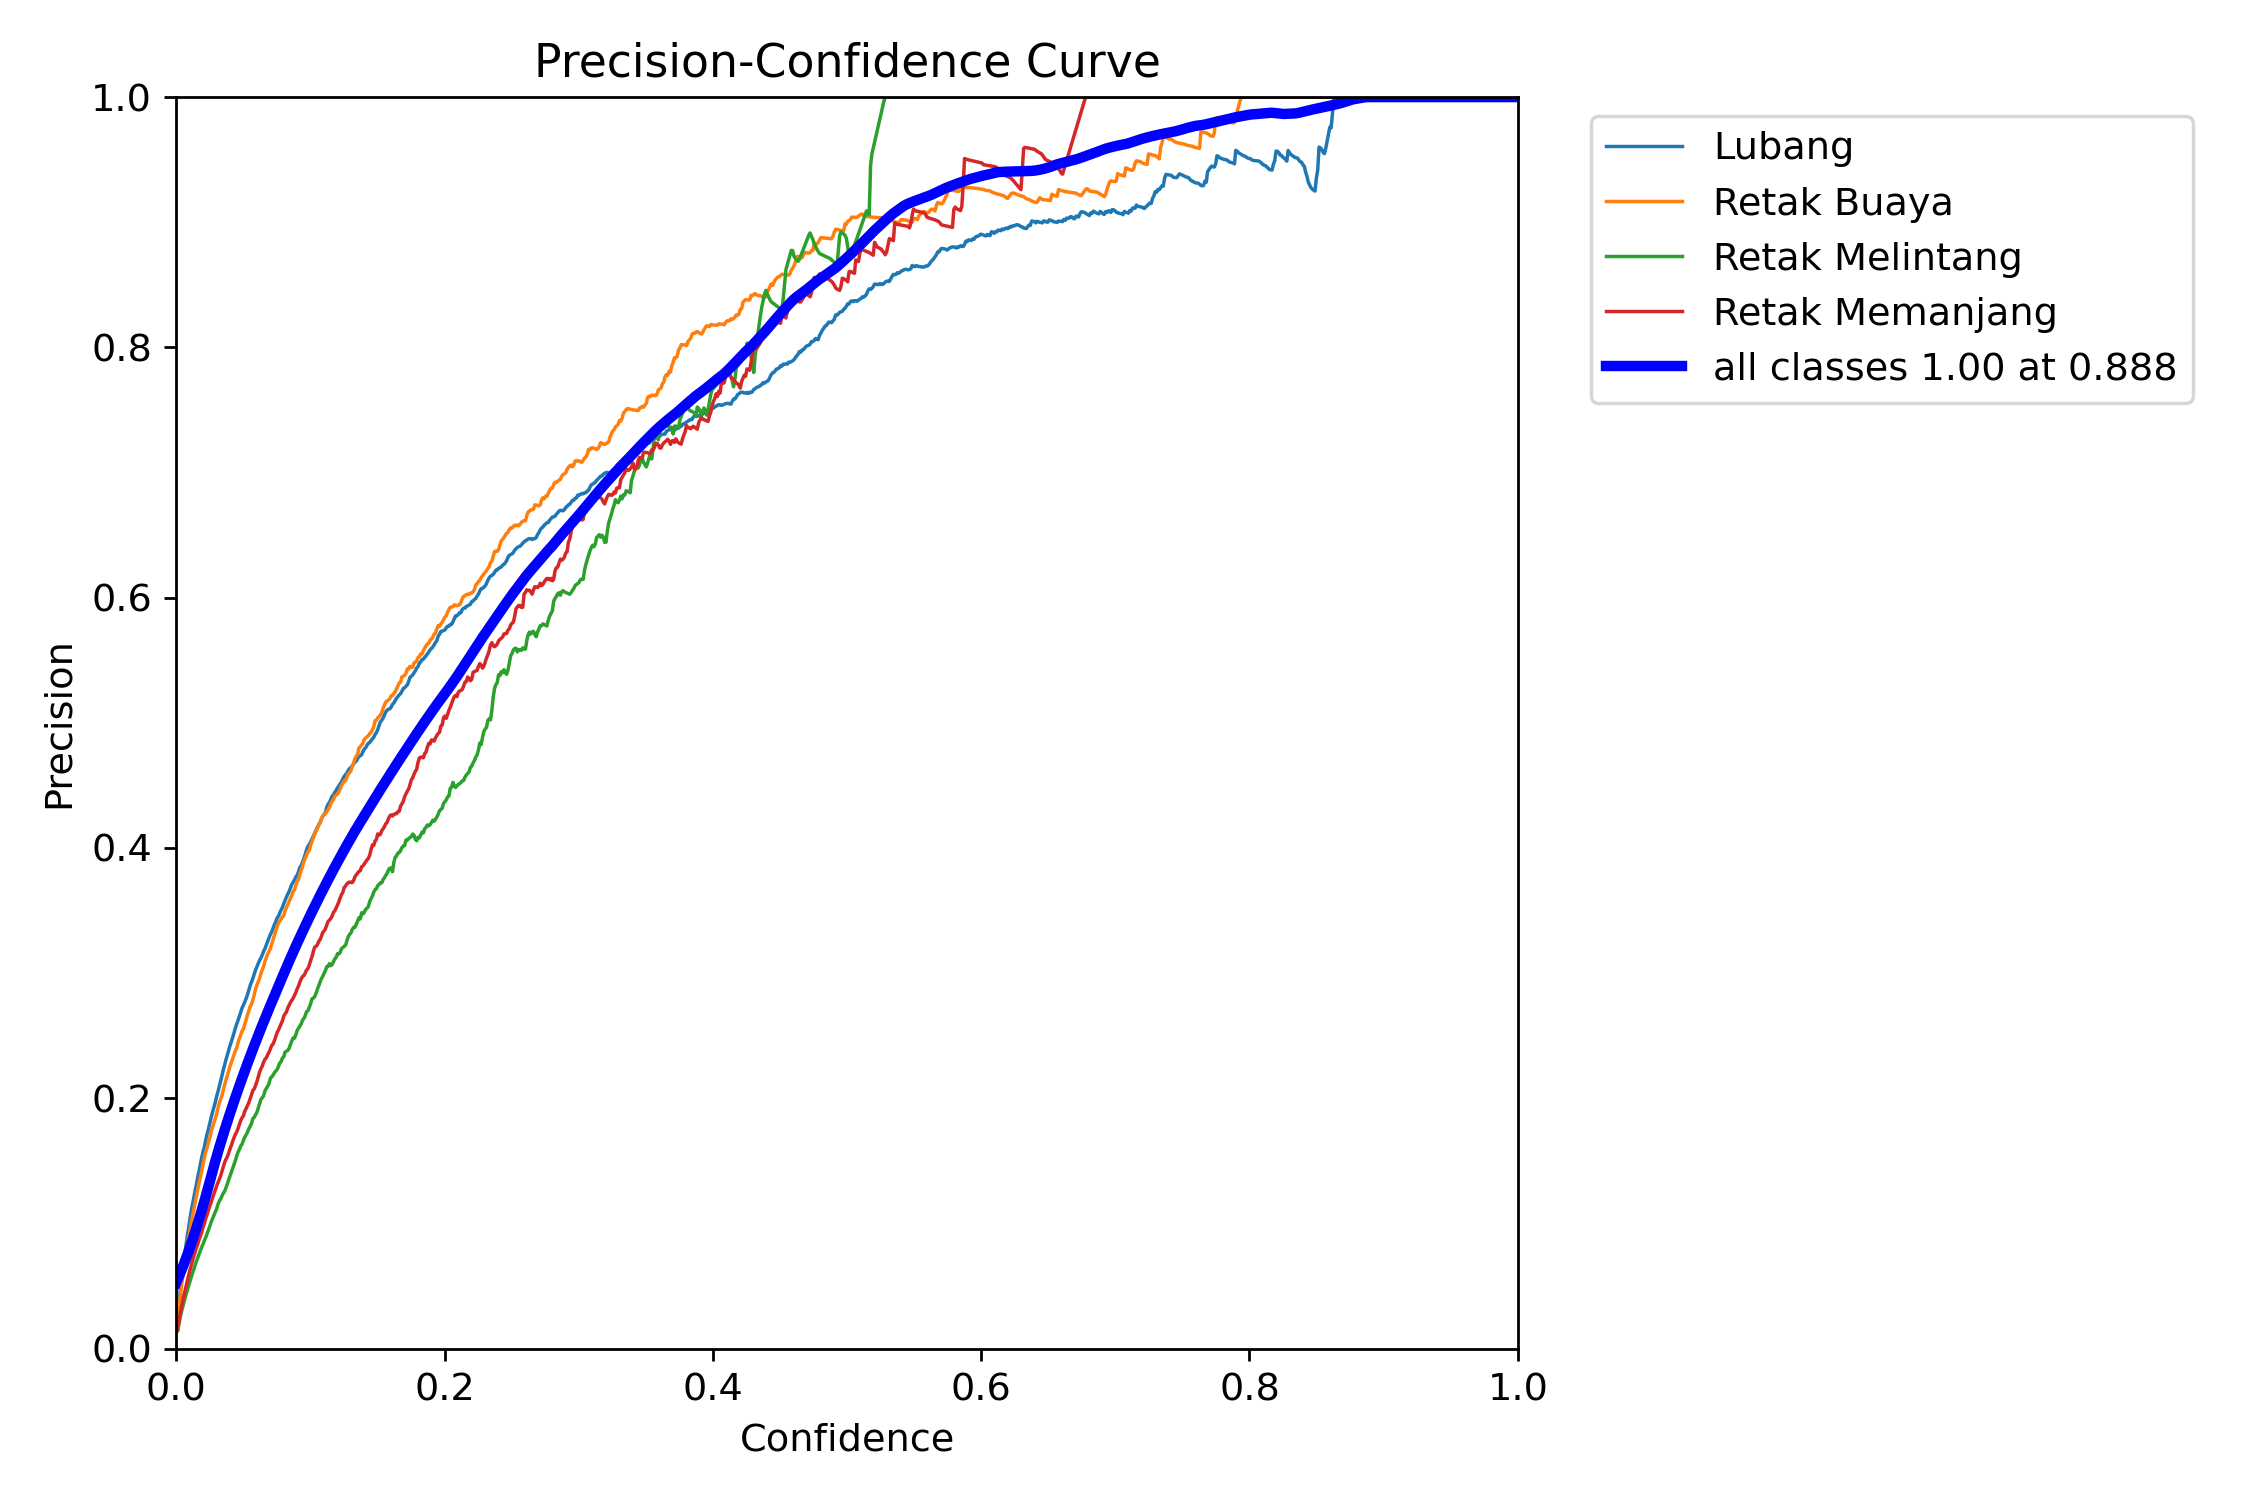 Precision-Confidence Curve
1.0
0.8
0.6
0.4
0.2
0.0
Precision
0.0 0.2 0.4 0.6 0.8 1.0
Confidence
Lubang
Retak Buaya
Retak Melintang
Retak Memanjang
all classes 1.00 at 0.888